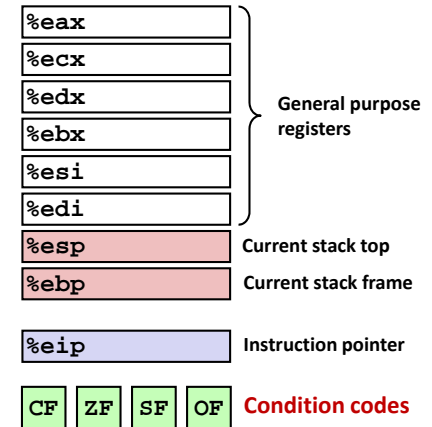 %eax
%ecx
%edx
%ebx
%esi
%edi
General purpose
registers
%esp Current stack top
%ebp Current stack frame
%eip Instruction pointer
CF ZF SF OF Condition codes